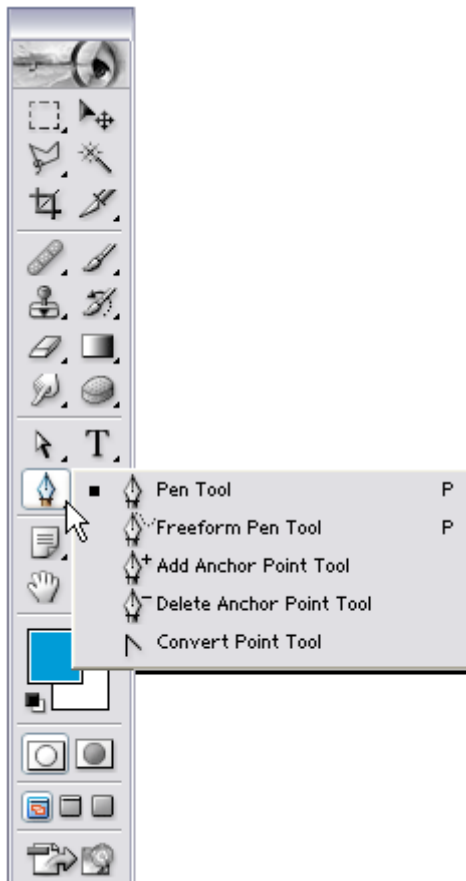 T
Pen Tool P
Freeform Pen Tool P
Add Anchor Point Tool
Delete Anchor Point Tool
Convert Point Tool